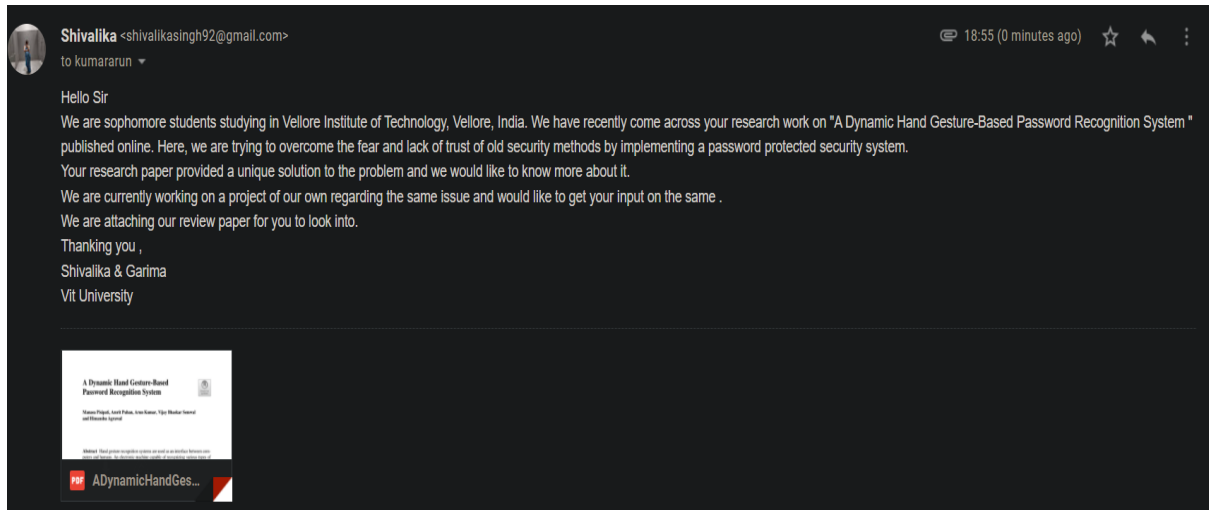 Shivalika <shivalikasingh92@gmail.com>
18:55 (0 minutes ago)
to kumararun
Hello Sir
We are sophomore students studying in Vellore Institute of Technology, Vellore, India. We have recently come across your research work on "A Dynamic Hand Gesture-Based Password Recognition System "
published online. Here, we are trying to overcome the fear and lack of trust of old security methods by implementing a password protected security system.
Your research paper provided a unique solution to the problem and we would like to know more about it.
We are currently working on a project of our own regarding the same issue and would like to get your input on the same .
We are attaching our review paper for you to look into.
Thanking you ,
Shivalika & Garima
Vit University
A Dynamic Hand Gesture-Based
Password Recognition System
PDF ADynamicHandGes...